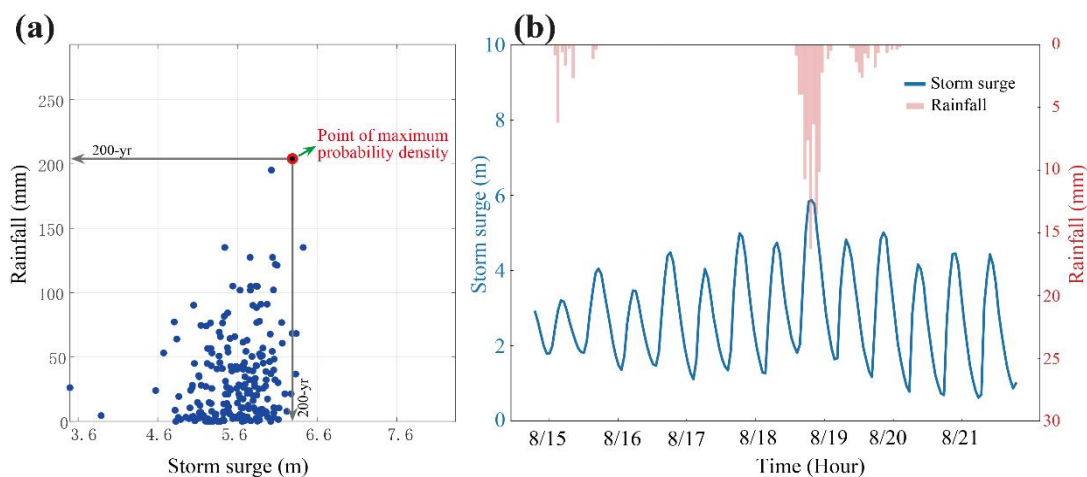 (a)
Rainfall (mm)
250
200
150
100
50
0
200-yr
Point of maximum
probability density
200-yr
3.6 4.6 5.6 6.6 7.6
Storm surge (m)
(b)
Storm surge (m)
10
8
6
4
2
0
Storm surge
Rainfall
0
5
10
15
20
25
30
Rainfall (mm)
8/15 8/16 8/17 8/18 8/19 8/20 8/21
Time (Hour)